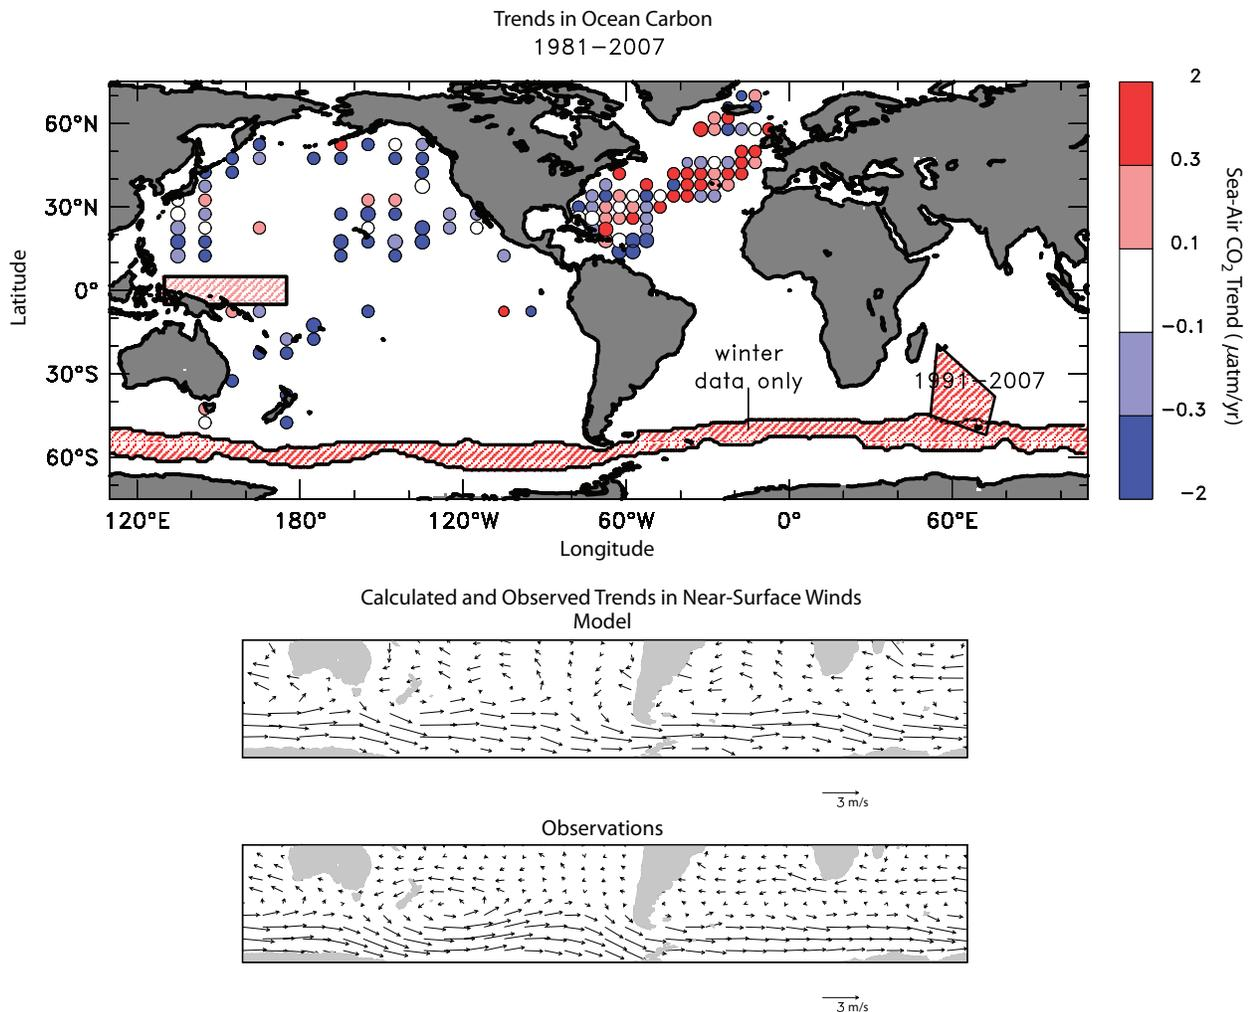 Trends in Ocean Carbon
1981−2007
60°N
30°N
0°
30°S
60°S
Latitude
winter
data only
1991−2007
120°E
180°
120°W
60°W
0°
60°E
Longitude
2
0.3
0.1
−0.1
−0.3
−2
Sea-Air CO2 Trend ( μatm/yr)
Calculated and Observed Trends in Near-Surface Winds
Model
3 m/s
Observations
3 m/s